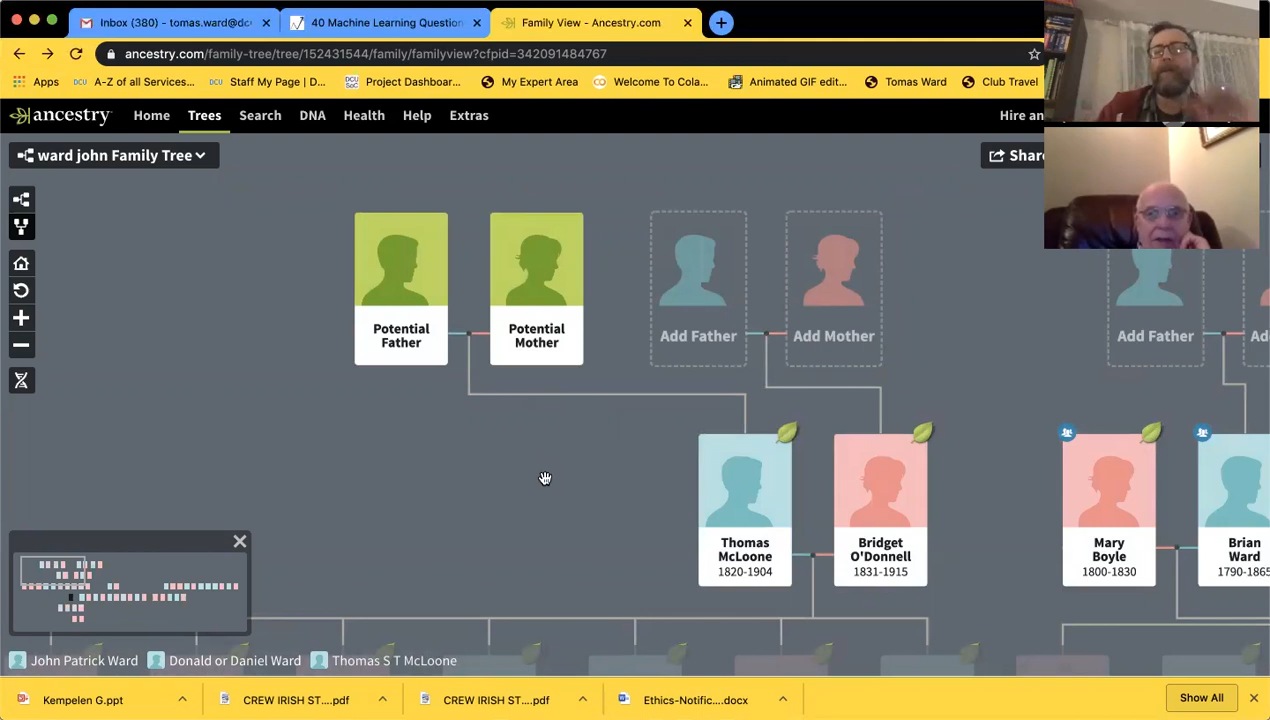 Inbox (380) - tomas.ward@dc
40 Machine Learning Question
Family View - Ancestry.com
ancestry.com/family-tree/tree/152431544/family/familyview?cfpid=342091484767
Apps
DCU A-Z of all Services...
DCU Staff My Page | D...
Project Dashboar...
My Expert Area
Welcome To Cola...
Animated GIF edit...
Tomas Ward
Club Travel
ancestry
Home
Trees
Search
DNA
Health
Help
Extras
Hire an
ward john Family Tree
Share
Potential
Father
Potential
Mother
Add Father
Add Mother
Add Father
Thomas
McLoone
1820-1904
Bridget
O'Donnell
1831-1915
Mary
Boyle
1800-1830
Brian
Ward
1790-1865
John Patrick Ward
Donald or Daniel Ward
Thomas S T McLoone
Kempelen G.ppt
CREW IRISH ST....pdf
CREW IRISH ST....pdf
Ethics-Notific....docx
Show All